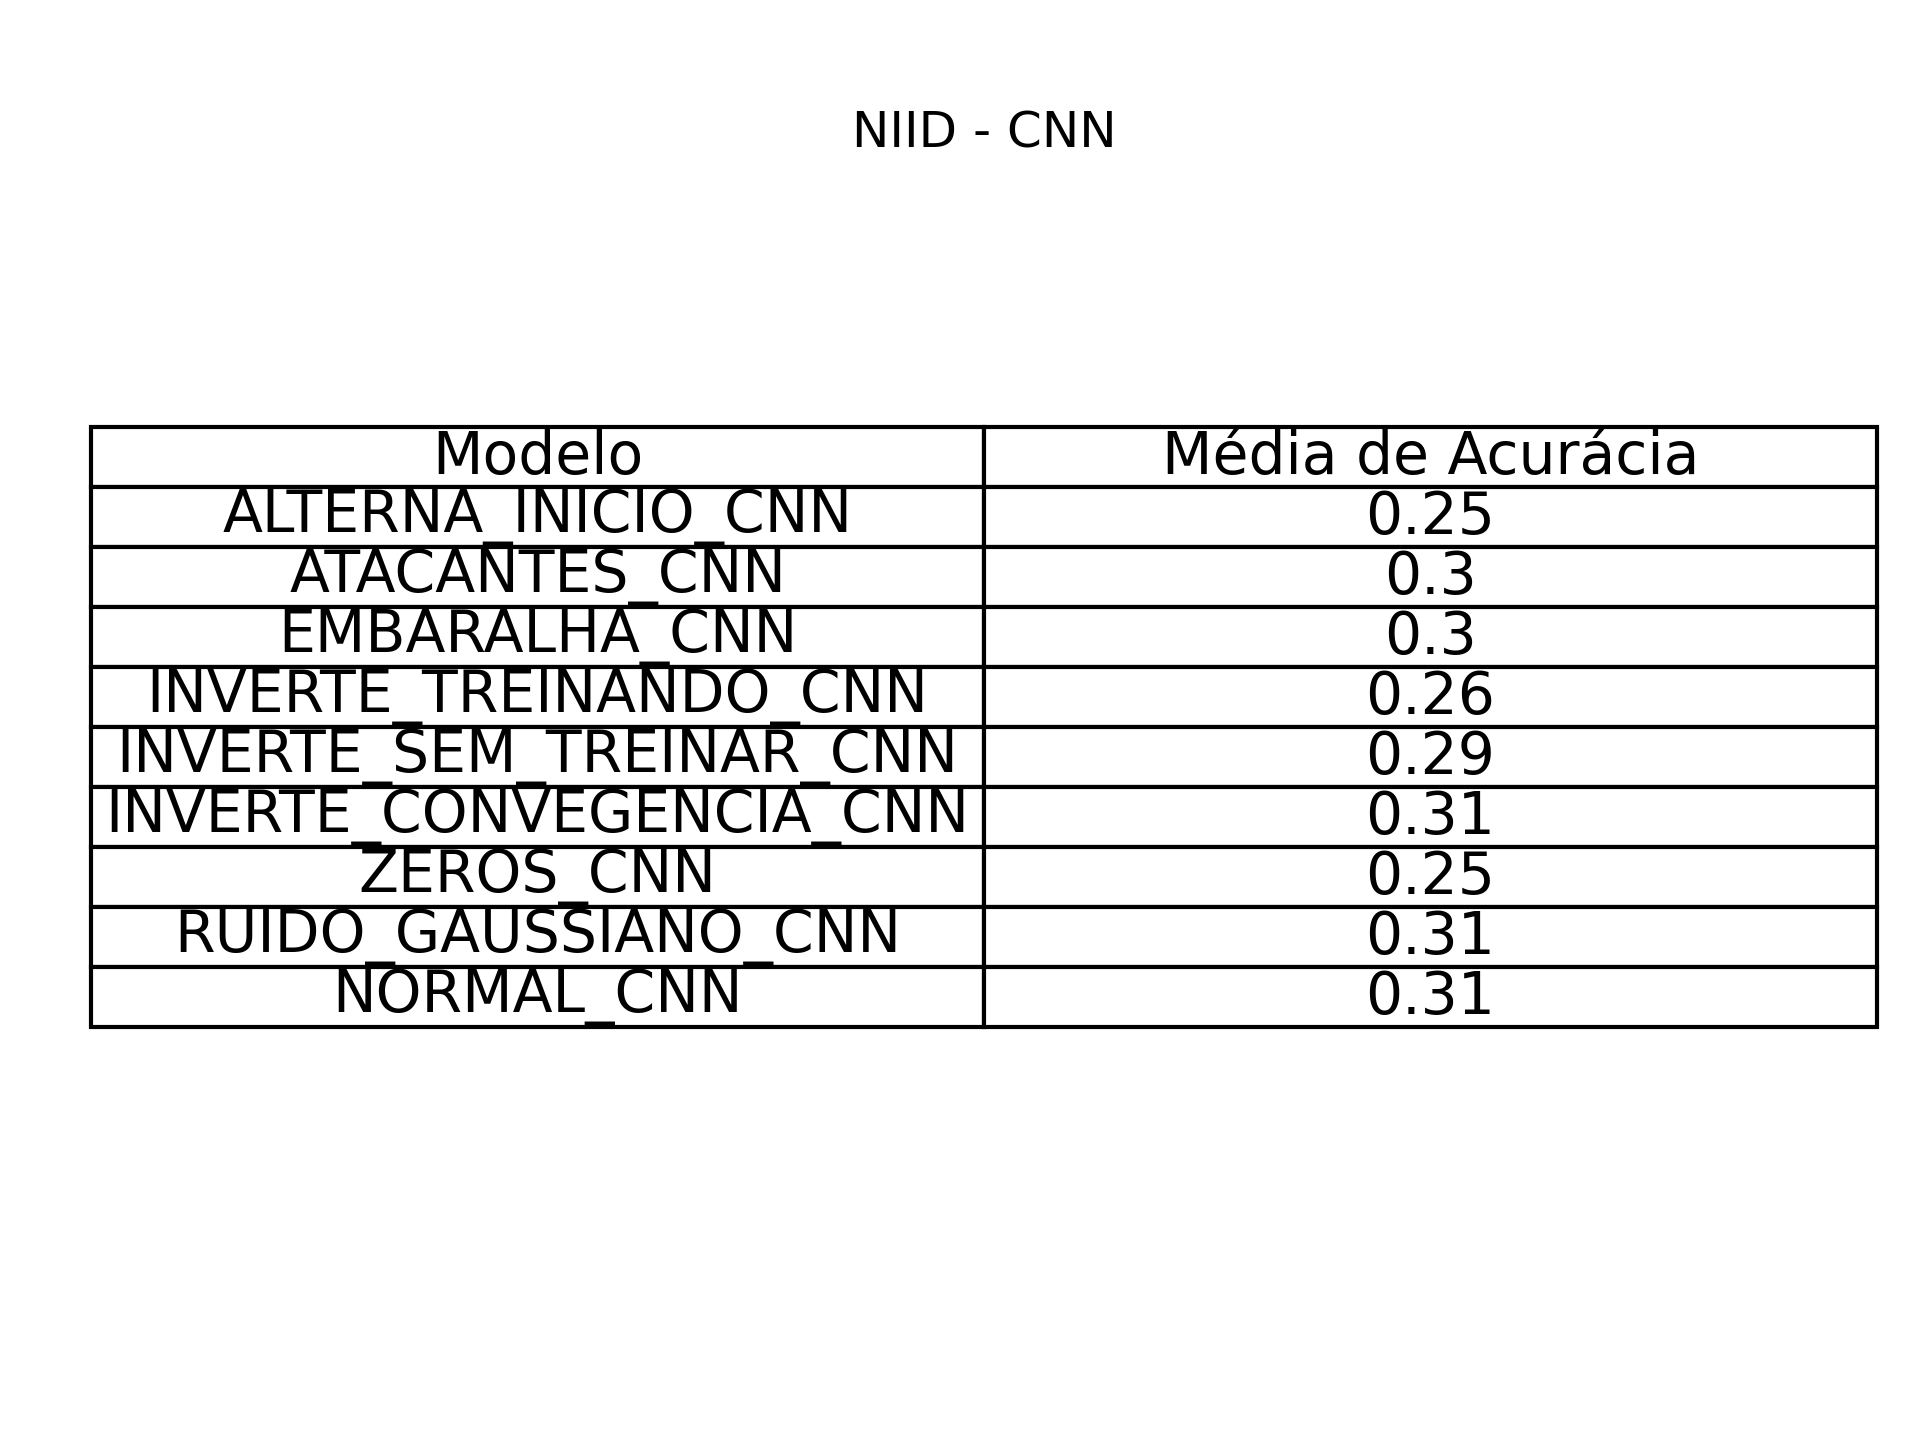 NIID - CNN
Modelo Média de Acurácia
ALTERNA_INICIO_CNN 0.25
ATACANTES_CNN 0.3
EMBARALHA_CNN 0.3
INVERTE_TREINANDO_CNN 0.26
INVERTE_SEM_TREINAR_CNN 0.29
INVERTE_CONVEGENCIA_CNN 0.31
ZEROS_CNN 0.25
RUIDO_GAUSSIANO_CNN 0.31
NORMAL_CNN 0.31